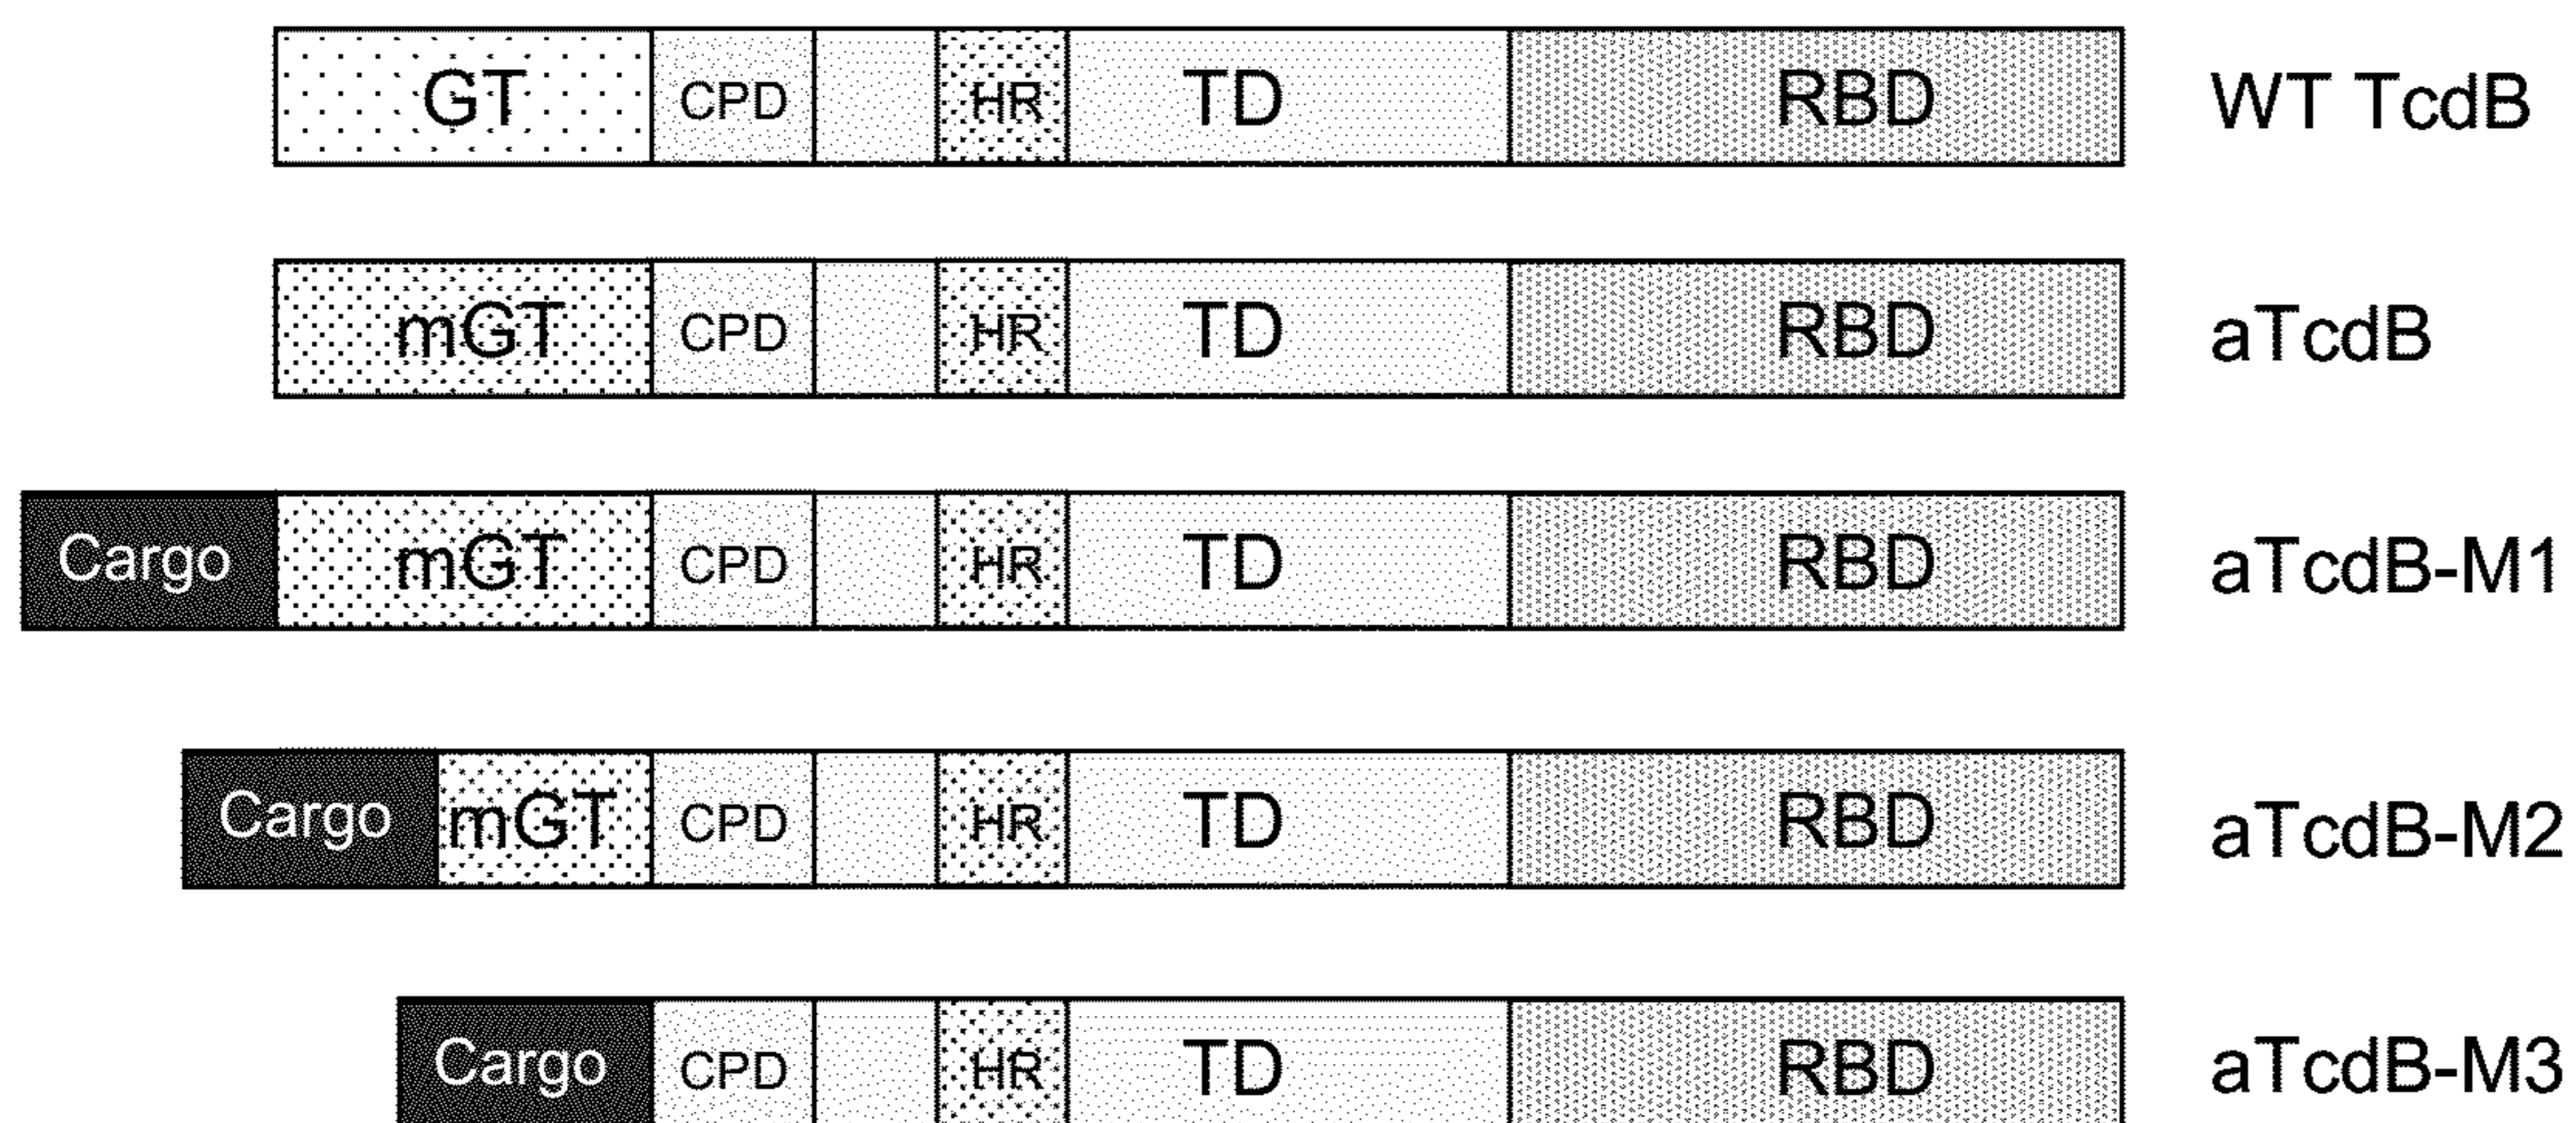 GT CPD HR TD RBD WT TcdB
mGT CPD HR TD RBD aTcdB
Cargo mGT CPD HR TD RBD aTcdB-M1
Cargo mGT CPD HR TD RBD aTcdB-M2
Cargo CPD HR TD RBD aTcdB-M3